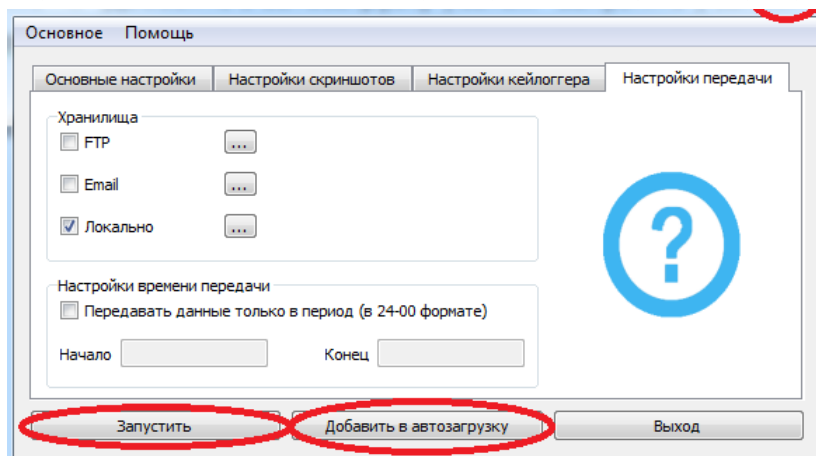 Основное Помощь
Основные настройки Настройки скриншотов Настройки кейлоггера Настройки передачи
Хранилища
FTP ...
Email ...
Локально ...
Настройки времени передачи
Передавать данные только в период (в 24-00 формате)
Начало Конец
Запустить Добавить в автозагрузку Выход